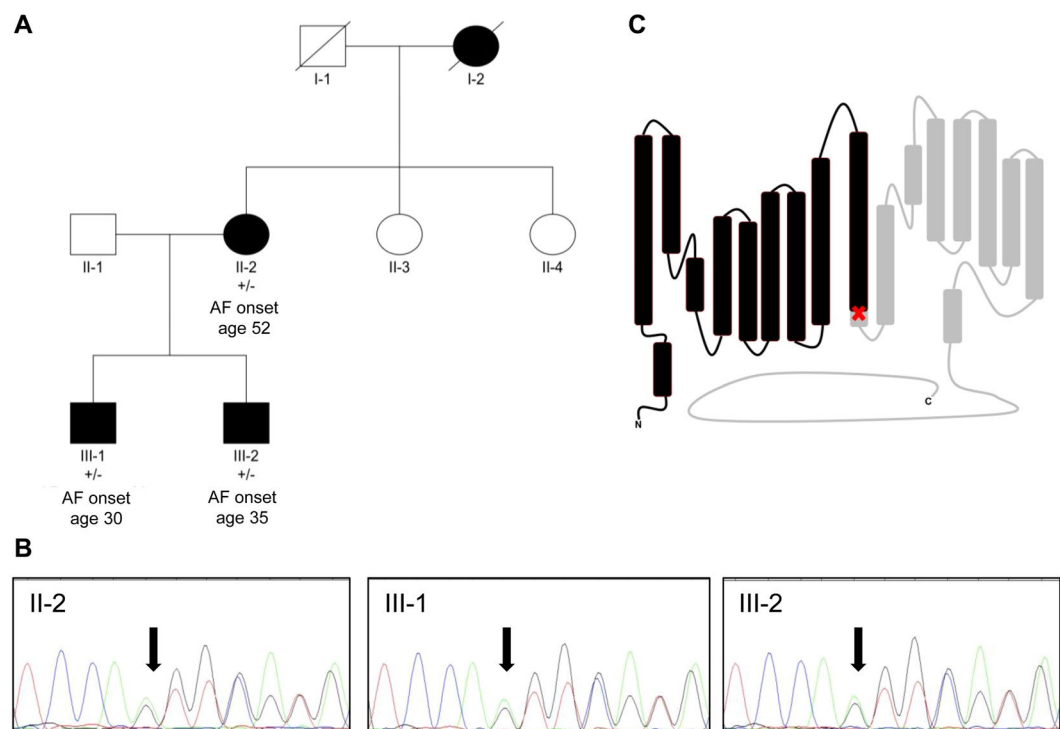 A
C
I-1
I-2
II-1
II-2
+/-
AF onset
age 52
II-3
II-4
III-1
+/-
AF onset
age 30
III-2
+/-
AF onset
age 35
N
C
B
II-2
III-1
III-2